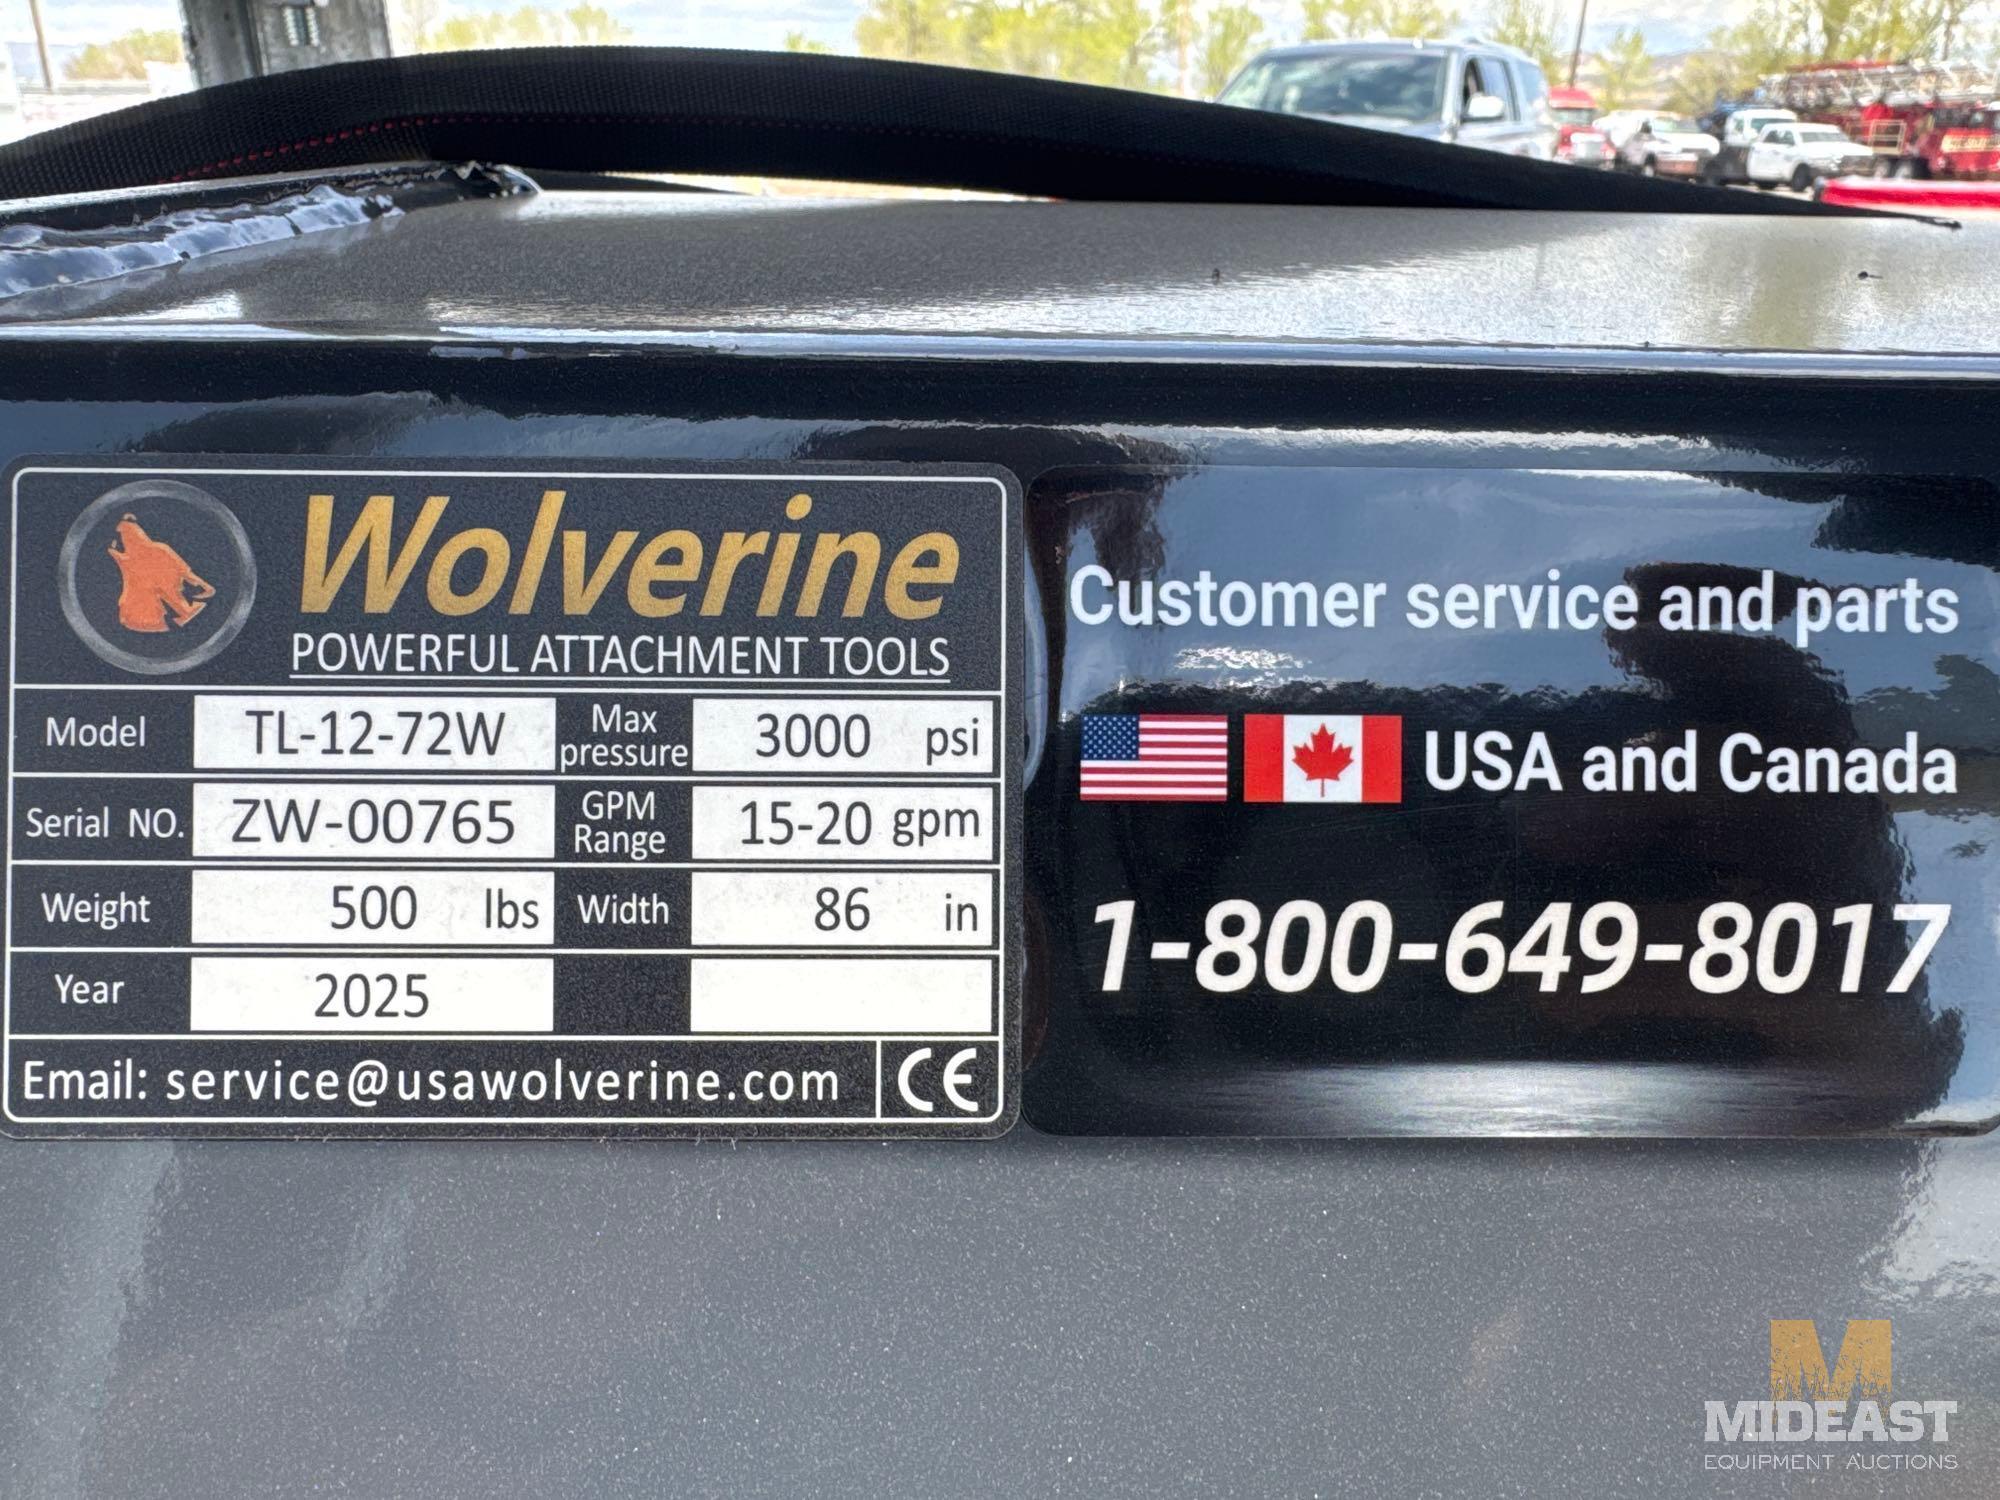 Wolverine
POWERFUL ATTACHMENT TOOLS
Model TL-12-72W Max pressure 3000 psi
Serial NO. ZW-00765 GPM Range 15-20 gpm
Weight 500 lbs Width 86 in
Year 2025
Email: service@usawolverine.com CE
Customer service and parts
USA and Canada
1-800-649-8017
M
MIDEAST
EQUIPMENT AUCTIONS